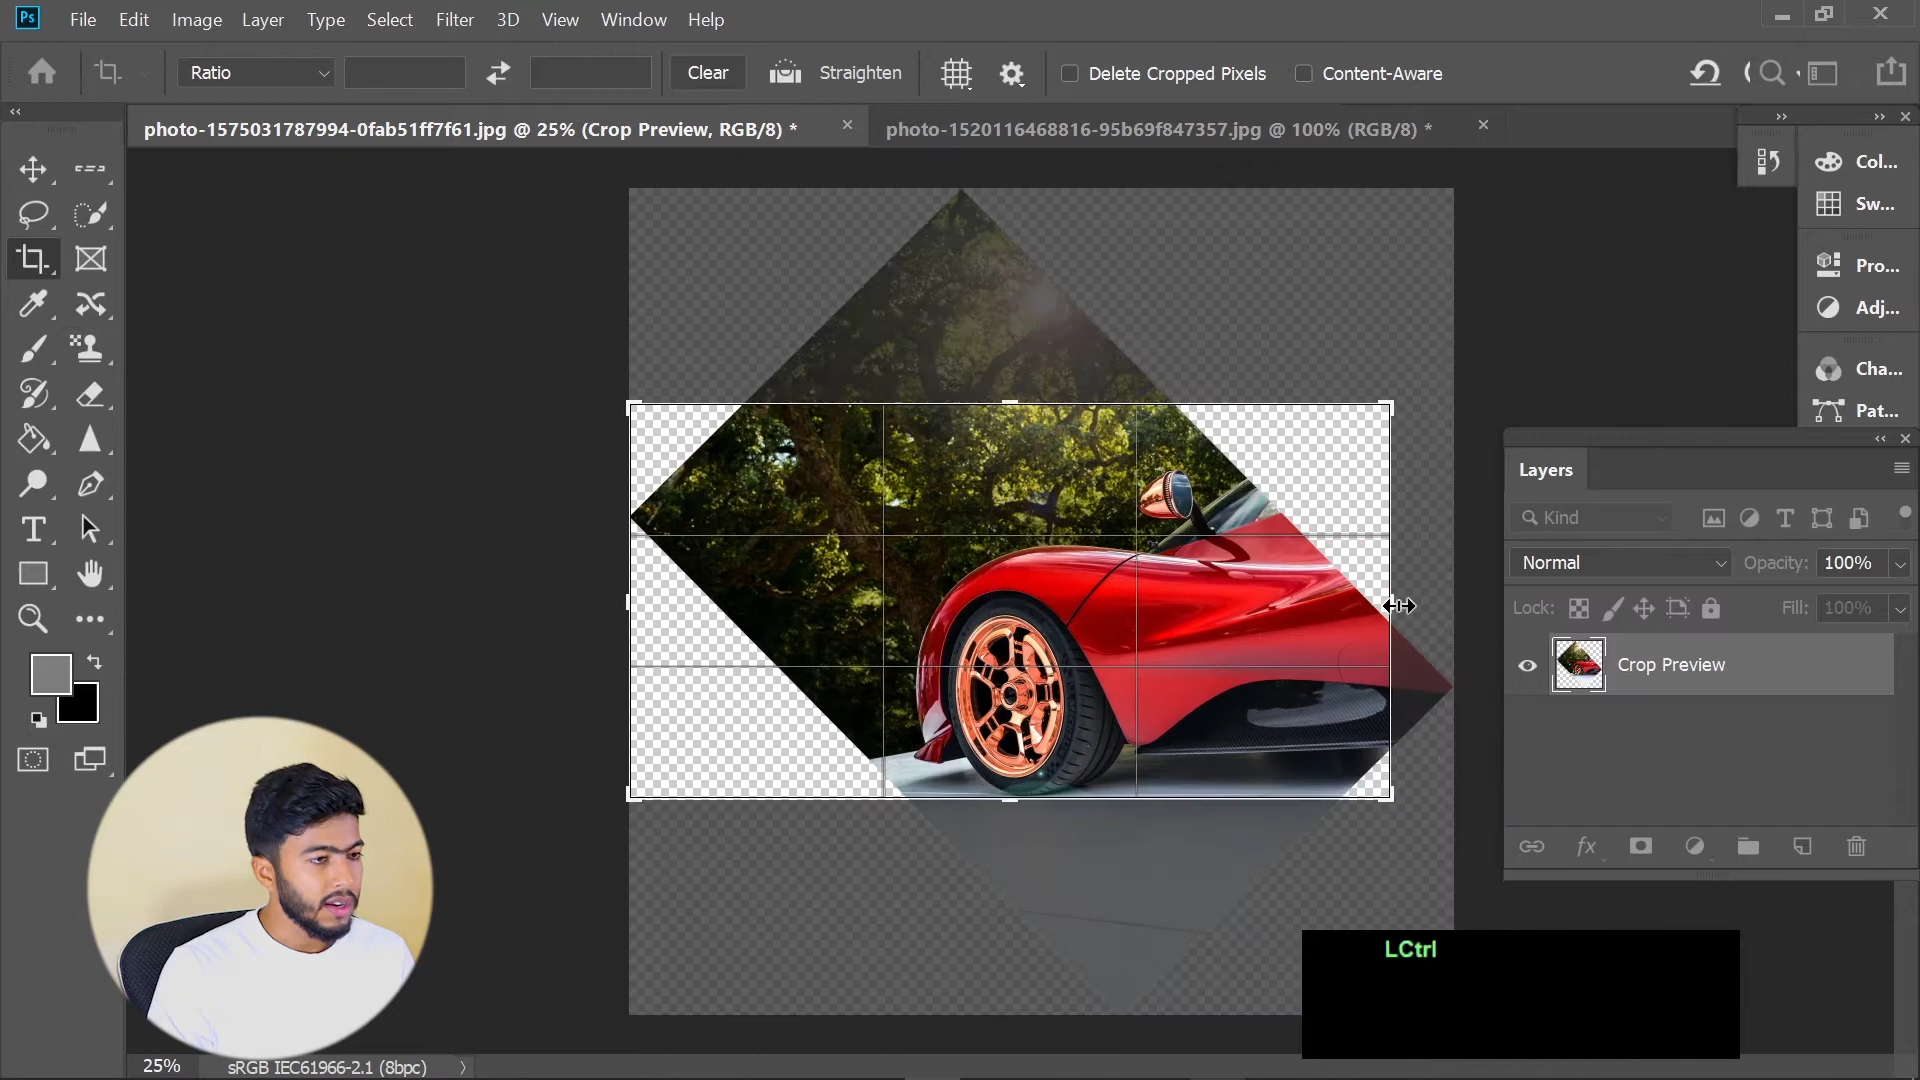 Ps File Edit Image Layer Type Select Filter 3D View Window Help
Ratio Clear Straighten Delete Cropped Pixels Content-Aware
photo-1575031787994-0fab51ff7f61.jpg @ 25% (Crop Preview, RGB/8) * photo-1520116468816-95b69f847357.jpg @ 100% (RGB/8) *
Col...
Sw...
Pro...
Adj...
Cha...
Pat...
Layers
Kind
Normal Opacity: 100%
Lock: Fill: 100%
Crop Preview
LCtrl
25% sRGB IEC61966-2.1 (8bpc)